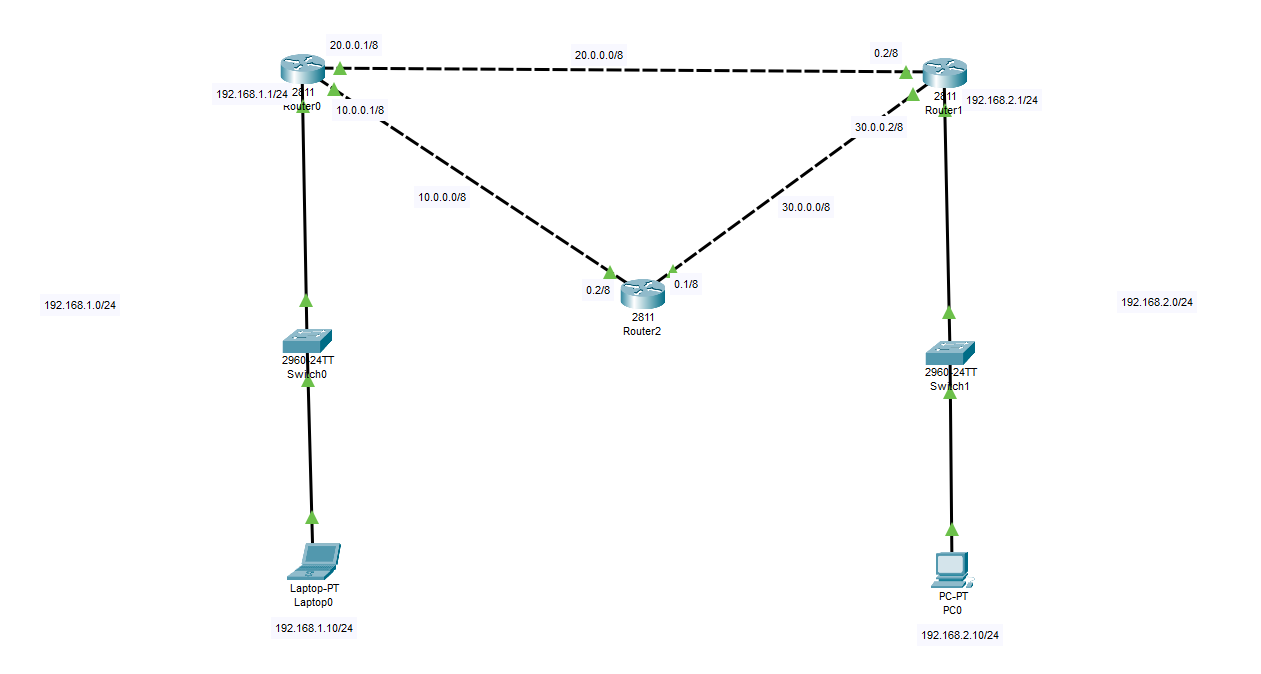 20.0.0.1/8
20.0.0.0/8
0.2/8
192.168.1.1/24
2811
Router0
2811
Router1
192.168.2.1/24
10.0.0.1/8
30.0.0.2/8
10.0.0.0/8
30.0.0.0/8
0.2/8
0.1/8
2811
Router2
192.168.1.0/24
192.168.2.0/24
2960-24TT
Switch0
2960-24TT
Switch1
Laptop-PT
Laptop0
PC-PT
PC0
192.168.1.10/24
192.168.2.10/24